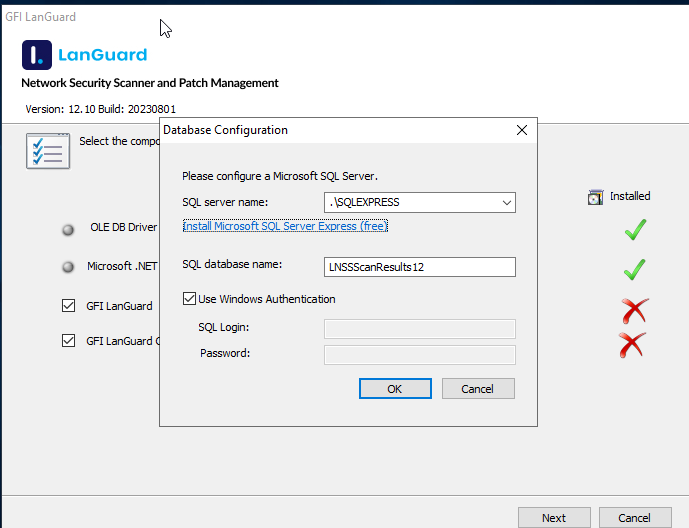 GFI LanGuard
LanGuard
Network Security Scanner and Patch Management
Version: 12.10 Build: 20230801
Select the compo
Installed
OLE DB Driver
Microsoft .NET
GFI LanGuard
GFI LanGuard C
Database Configuration
Please configure a Microsoft SQL Server.
SQL server name: .\SQLEXPRESS
Install Microsoft SQL Server Express (free)
SQL database name: LNSSScanResults12
Use Windows Authentication
SQL Login:
Password:
OK Cancel
Next Cancel